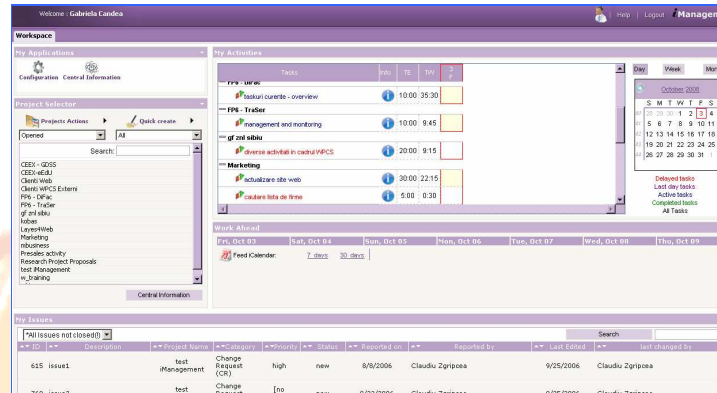 Welcome : Gabriela Candea
Help | Logout iManagem
Workspace
My Applications
Configuration Central Information
Project Selector
Projects Actions Quick create
Opened All
Search:
CEEX - GDSS
CEEX-eEdU
Clienti Web
Clienti WPCS Externi
FP6 - DiFac
FP6 - TraSer
gf znl sibiu
kobas
Layes4Web
Marketing
mbusiness
Presales activity
Research Project Proposals
test iManagement
w_training
Central Information
My Activities
Tasks Info TE TW 3 F
FP6 - DiFac
taskuri curente - overview 10:00 35:30
FP6 - TraSer
management and monitoring 10:00 9:45
gf znl sibiu
diverse activitati in cadrul WPCS 20:00 9:15
Marketing
actualizare site web 30:00 22:15
cautare lista de firme 5:00 0:30
Day Week Mon
October 2008
S M T W T F S
28 29 30 1 2 3 4
5 6 7 8 9 10 11
12 13 14 15 16 17 18
19 20 21 22 23 24 25
26 27 28 29 30 31 1
Delayed tasks
Last day tasks
Active tasks
Completed tasks
All Tasks
Work Ahead
Fri, Oct 03 Sat, Oct 04 Sun, Oct 05 Mon, Oct 06 Tue, Oct 07 Wed, Oct 08 Thu, Oct 09
Feed iCalendar: 7 days 30 days
My Issues
*All Issues not closed(!) Search
ID Description Project Name Category Priority Status Reported on Reported by Last Edited last changed by
615 issue1 test iManagement Change Request (CR) high new 8/8/2006 Claudiu Zgripcea 9/25/2006 Claudiu Zgripcea
test Change [no